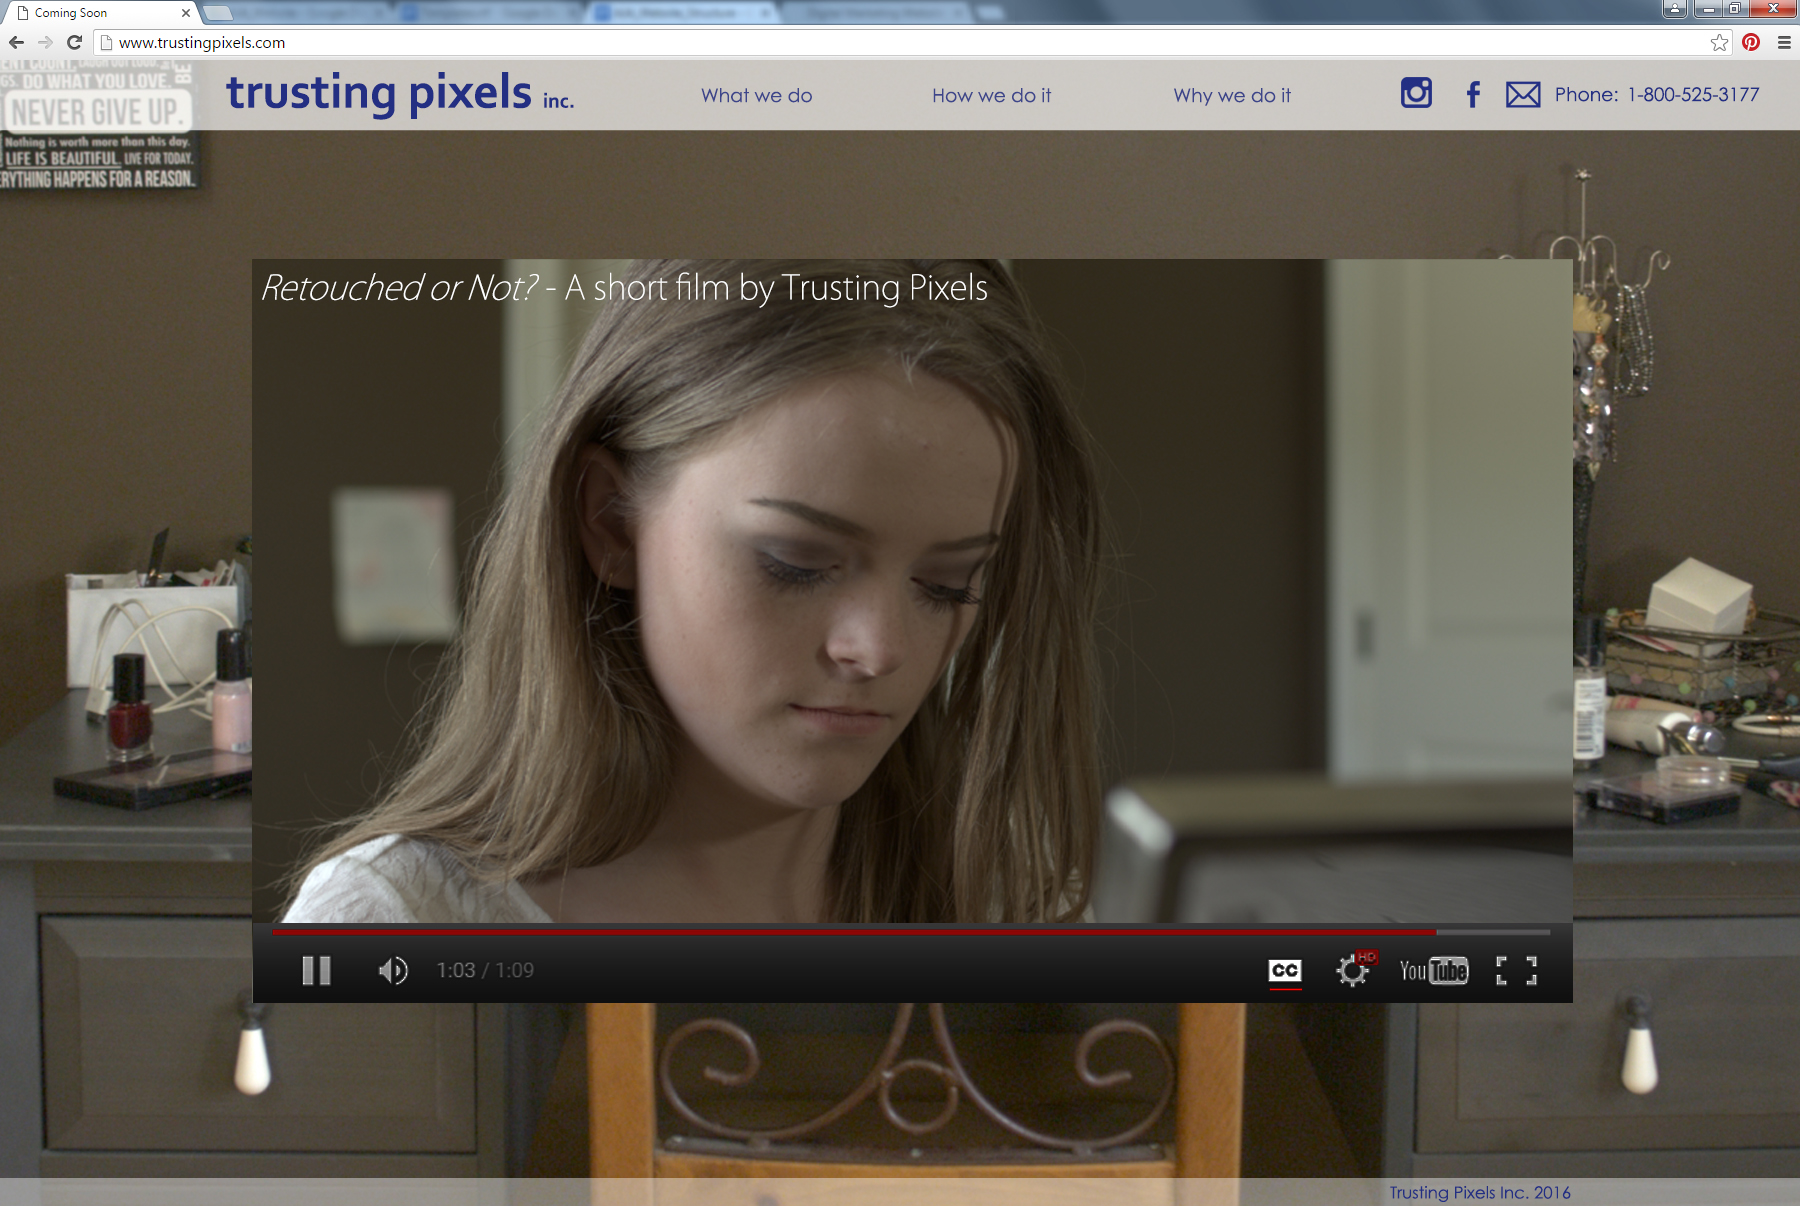 Coming Soon
www.trustingpixels.com
DO WHAT YOU LOVE.
NEVER GIVE UP.
Nothing is worth more than this day.
LIFE IS BEAUTIFUL. LIVE FOR TODAY.
ERYTHING HAPPENS FOR A REASON.
trusting pixels inc.
What we do
How we do it
Why we do it
Phone: 1-800-525-3177
Retouched or Not? - A short film by Trusting Pixels
1:03 / 1:09
CC
HD
YouTube
Trusting Pixels Inc. 2016